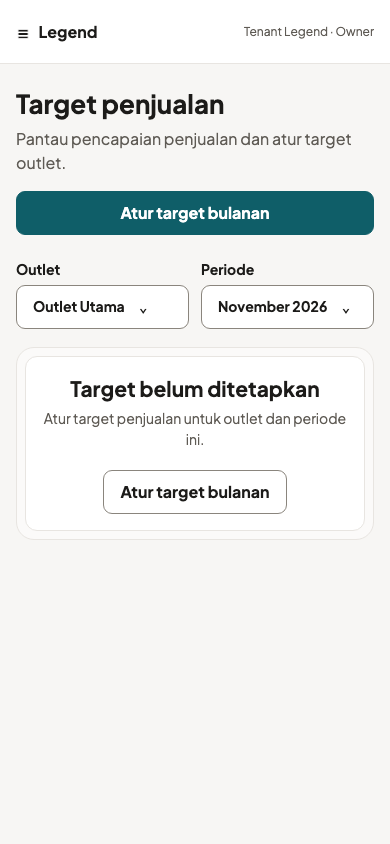 ≡ Legend
Tenant Legend · Owner
Target penjualan
Pantau pencapaian penjualan dan atur target
outlet.
Atur target bulanan
Outlet
Periode
Outlet Utama
November 2026
Target belum ditetapkan
Atur target penjualan untuk outlet dan periode
ini.
Atur target bulanan